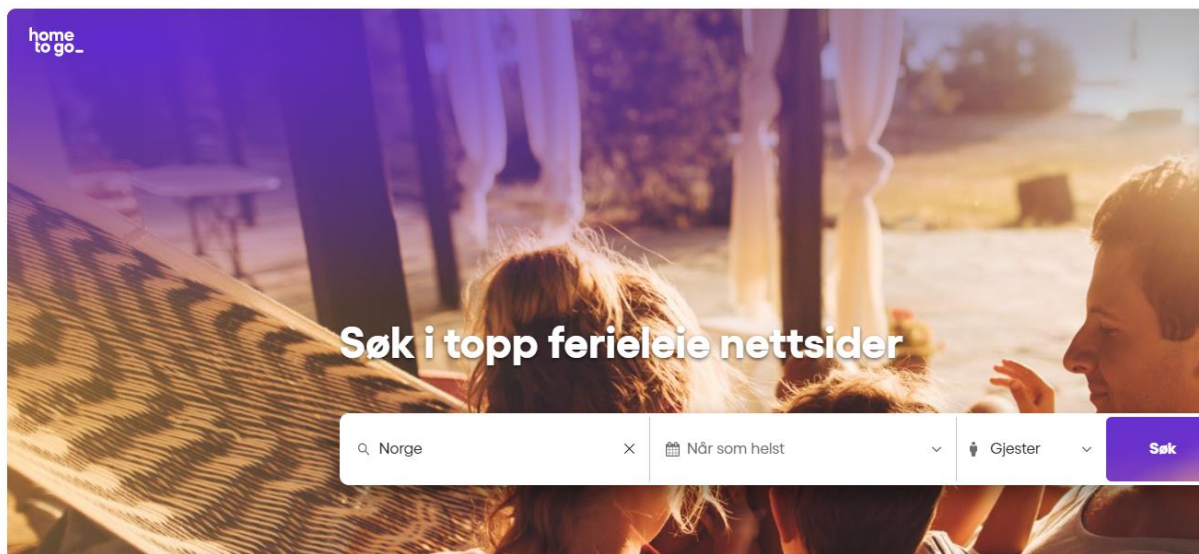 home
to go_
Søk i topp ferieleie nettsider
Norge
Når som helst
Gjester
Søk